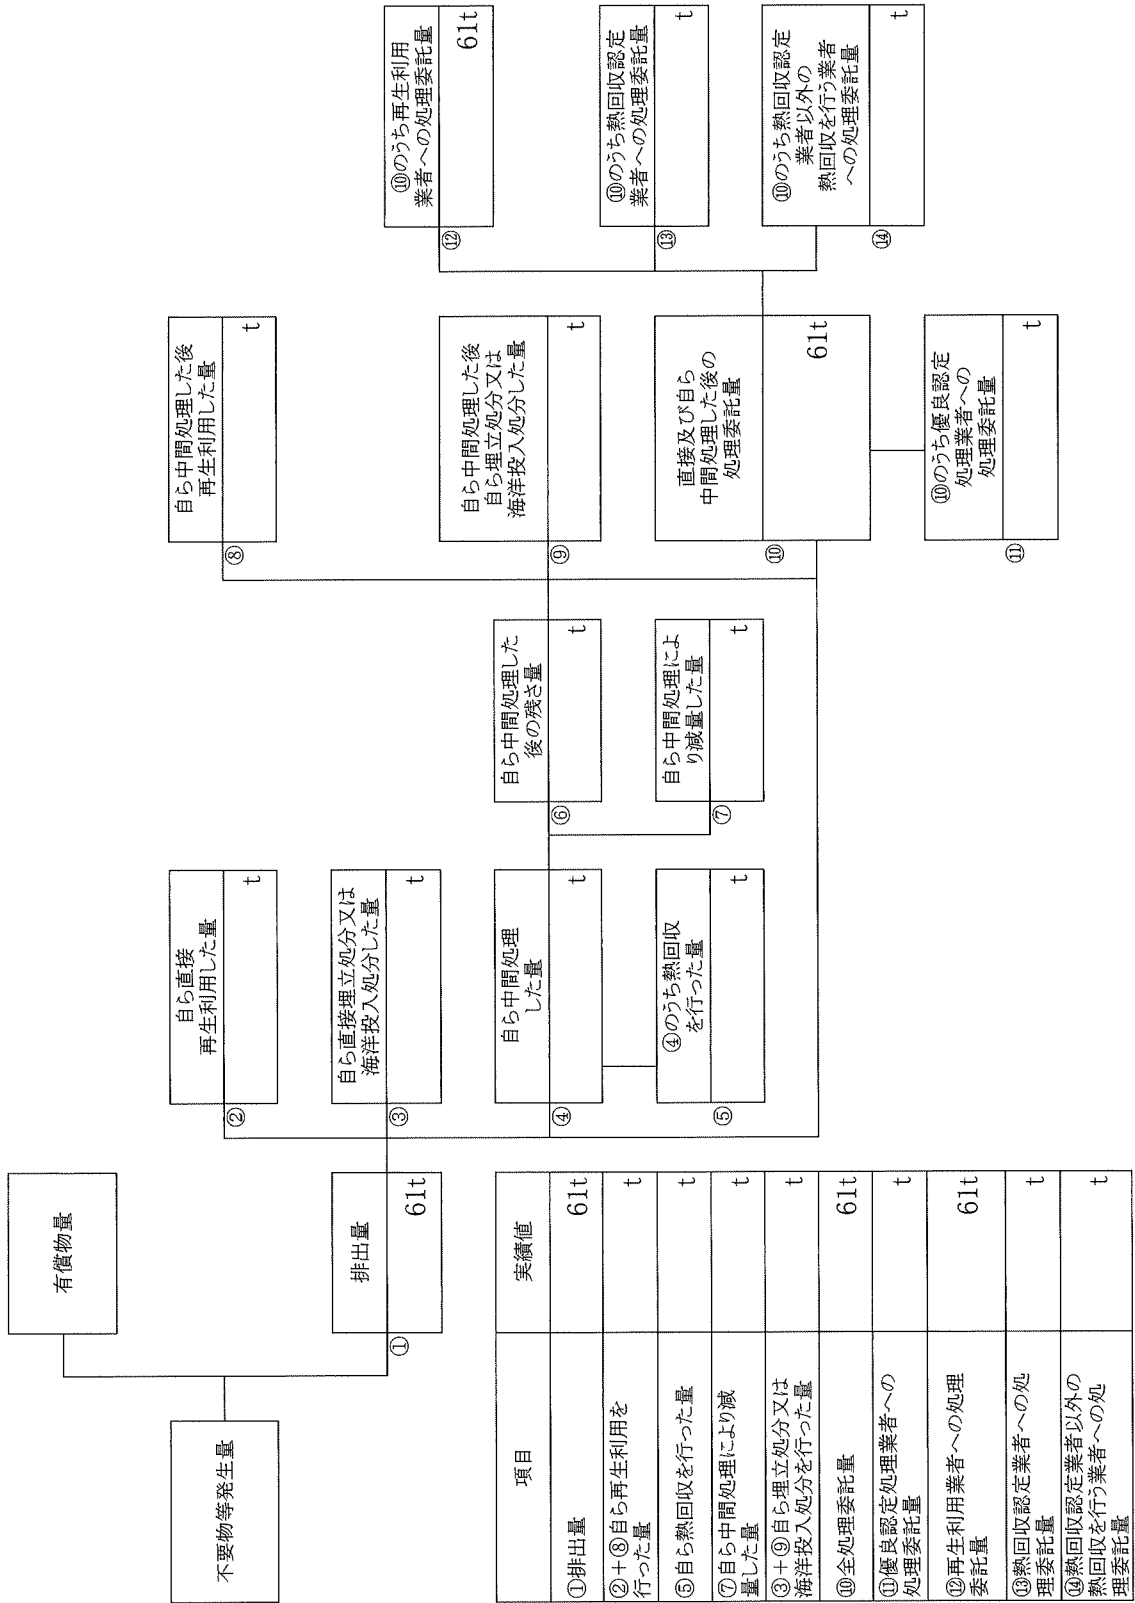 不要物等発生量
有償物量
排出量
①
61t
自ら直接
再生利用した量
②
t
自ら直接埋立処分又は
海洋投入処分した量
③
t
自ら中間処理
した量
④
t
④のうち熱回収
を行った量
⑤
t
自ら中間処理した
後の残さ量
⑥
t
自ら中間処理によ
り減量した量
⑦
t
自ら中間処理した後
再生利用した量
⑧
t
自ら中間処理した後
自ら埋立処分又は
海洋投入処分した量
⑨
t
直接及び自ら
中間処理した後の
処理委託量
⑩
61t
⑩のうち優良認定
処理業者への
処理委託量
⑪
t
⑩のうち再生利用
業者への処理委託量
⑫
61t
⑩のうち熱回収認定
業者への処理委託量
⑬
t
⑩のうち熱回収認定
業者以外の
熱回収を行う業者
への処理委託量
⑭
t
項目 実績値
①排出量 61t
②+⑧自ら再生利用を
行った量
t
⑤自ら熱回収を行った量 t
⑦自ら中間処理により減
量した量
t
③+⑨自ら埋立処分又は
海洋投入処分を行った量
t
⑩全処理委託量 61t
⑪優良認定処理業者への
処理委託量
t
⑫再生利用業者への処理
委託量
61t
⑬熱回収認定業者への処
理委託量
t
⑭熱回収認定業者以外の
熱回収を行う業者への処
理委託量
t